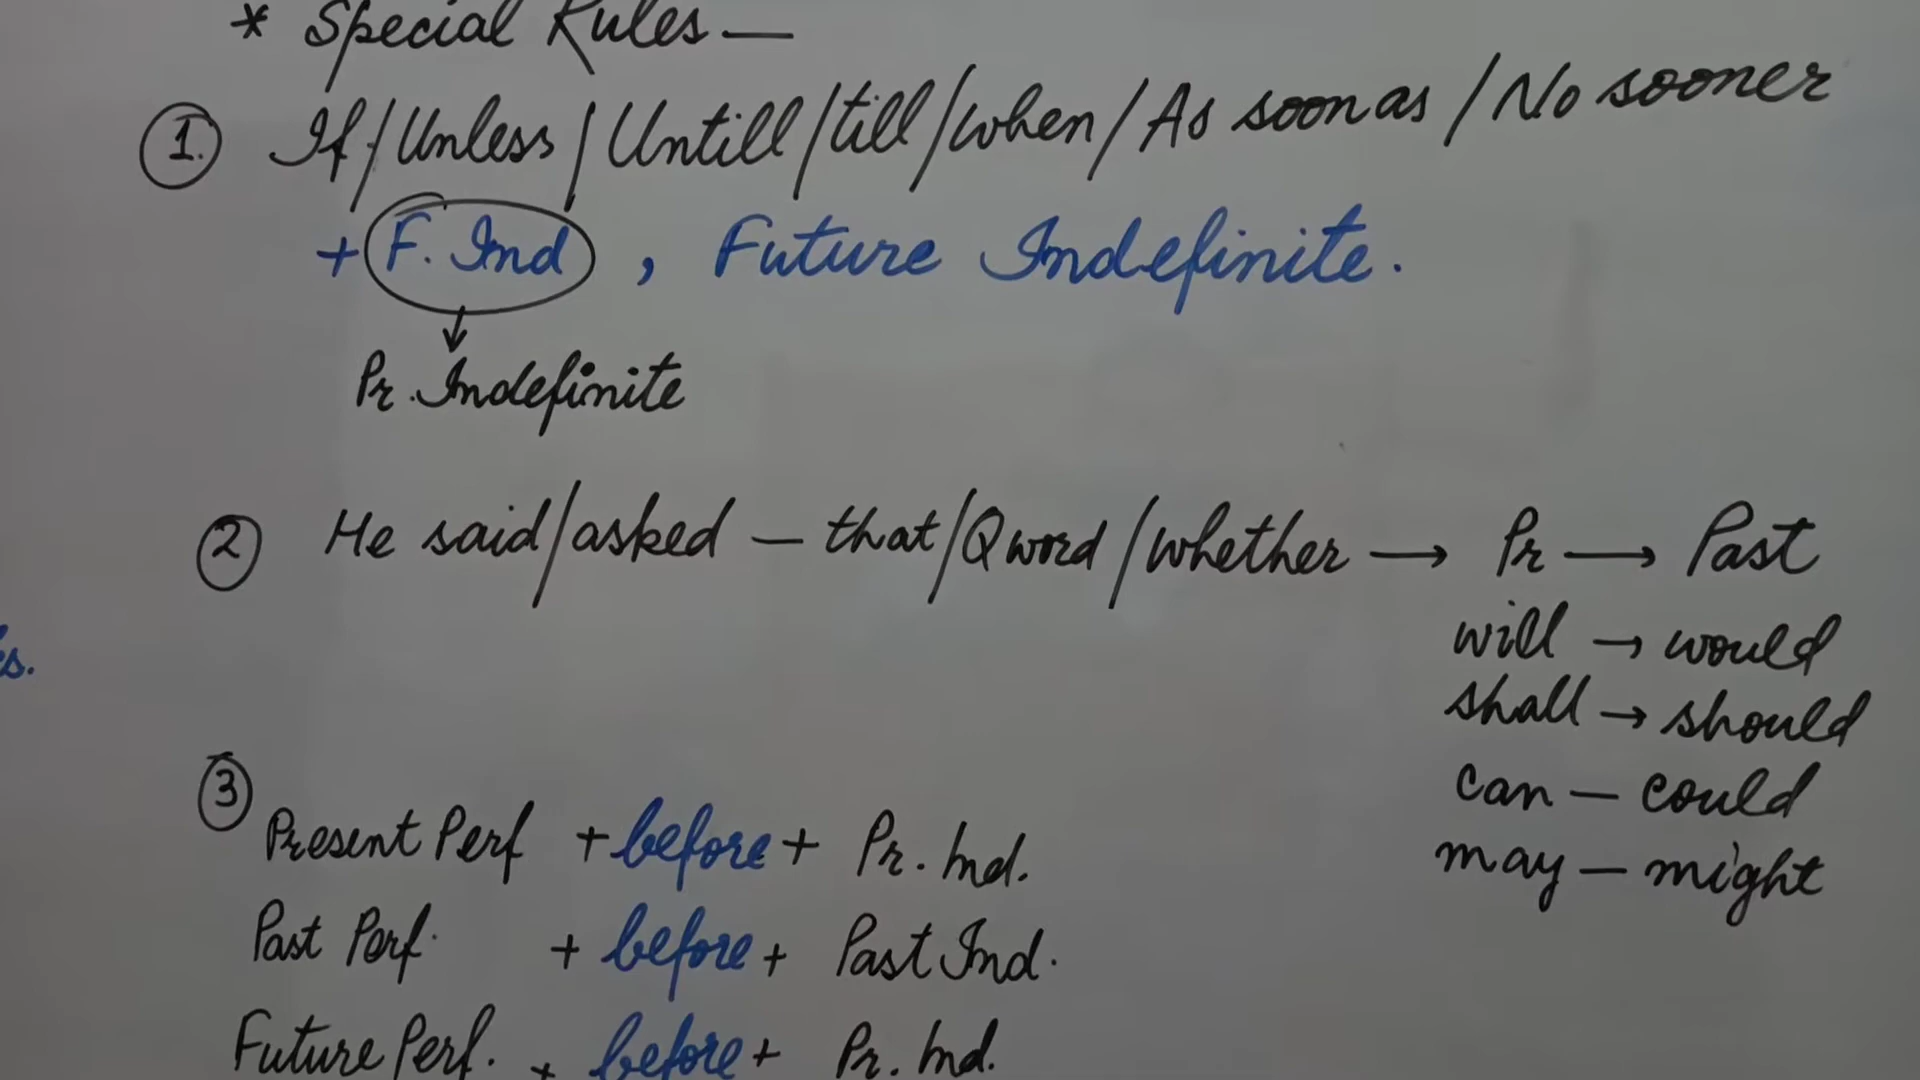 * Special Rules —
1. If/Unless/Untill/till/when/As soon as/No sooner
+ F. Ind , Future Indefinite.
↓
Pr. Indefinite
2 He said/asked — that/Q word/whether → Pr → Past
will → would
s.
shall → should
can — could
3
Present Perf + before + Pr. Ind.
may — might
Past Perf. + before + Past Ind.
Future Perf. + before + Pr. Ind.